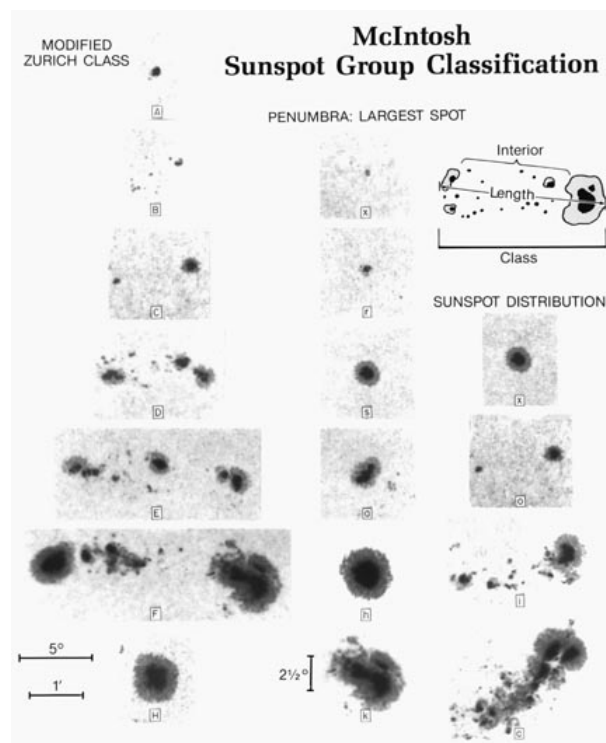 McIntosh
Sunspot Group Classification
MODIFIED
ZURICH CLASS
A
B
C
D
E
F
H
5°
1'
PENUMBRA: LARGEST SPOT
x
r
s
a
h
k
2½°
Interior
Length
Class
SUNSPOT DISTRIBUTION
x
o
i
c